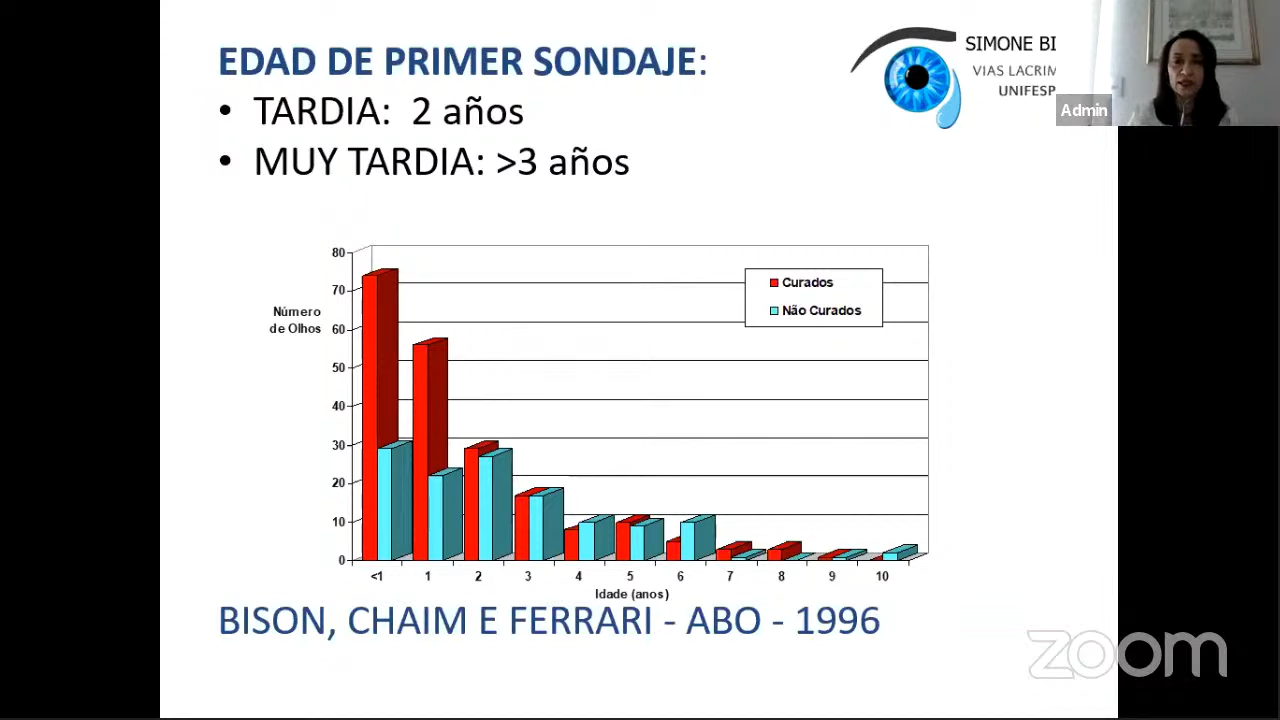 EDAD DE PRIMER SONDAJE:
• TARDIA: 2 años
• MUY TARDIA: >3 años
SIMONE BI
VIAS LACRIM
UNIFESP
Admin
80
70
60
50
40
30
20
10
0
Número
de Olhos
Curados
Não Curados
<1 1 2 3 4 5 6 7 8 9 10
Idade (anos)
BISON, CHAIM E FERRARI - ABO - 1996
zoom